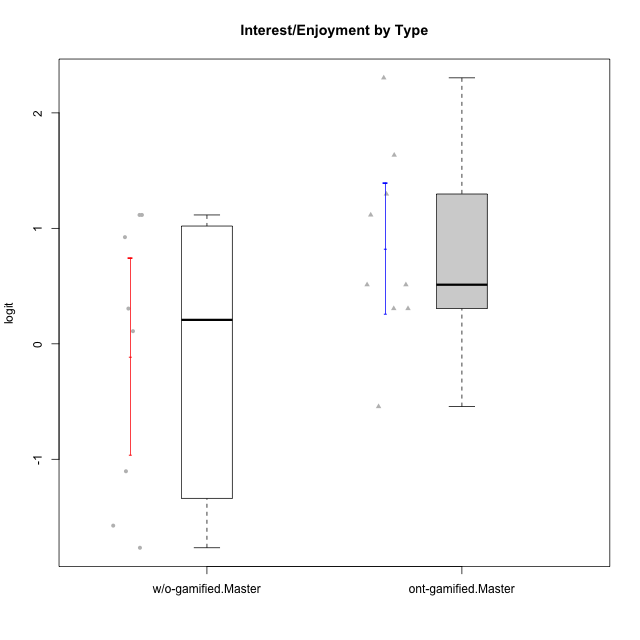 Interest/Enjoyment by Type
logit
2
1
0
-1
w/o-gamified.Master
ont-gamified.Master